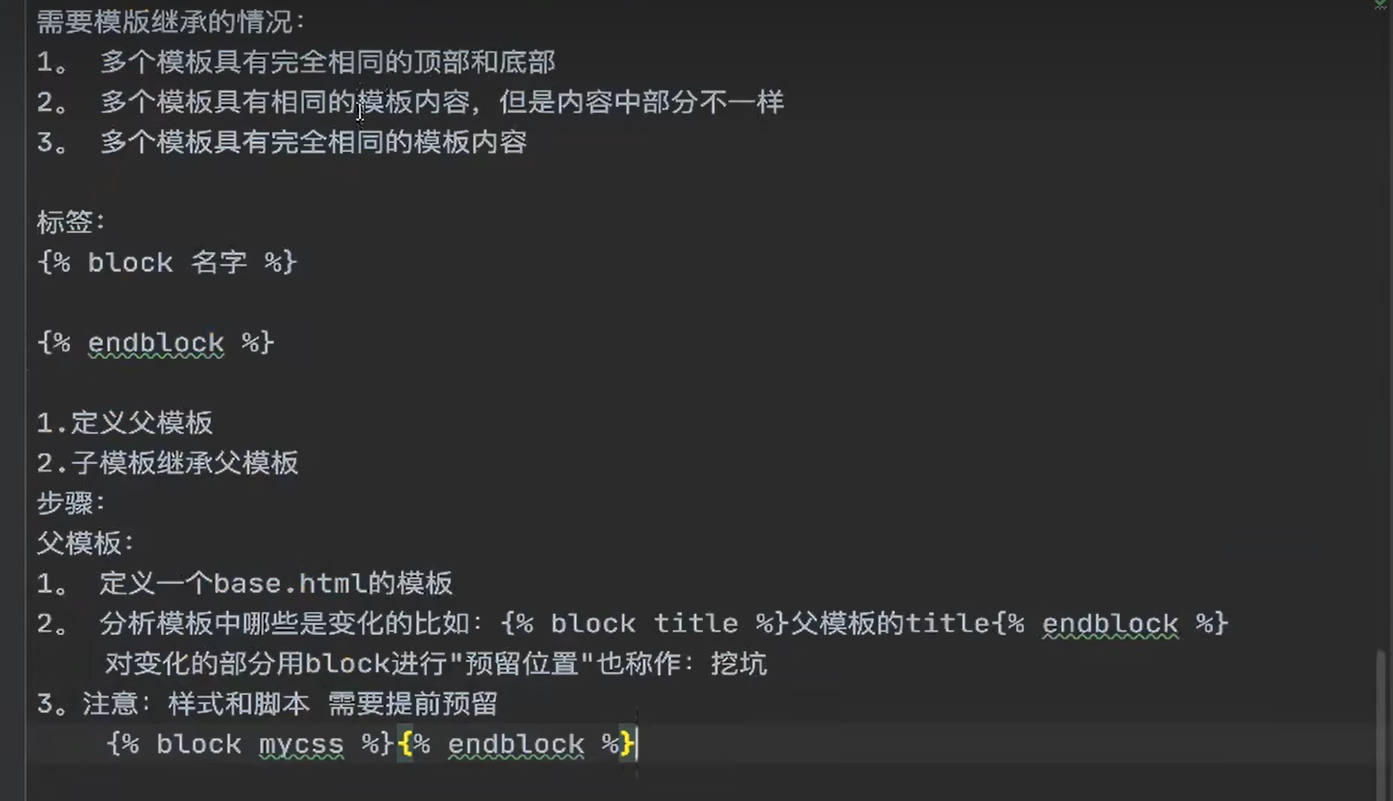 需要模版继承的情况：
1。 多个模板具有完全相同的顶部和底部
2。 多个模板具有相同的模板内容，但是内容中部分不一样
3。 多个模板具有完全相同的模板内容
标签：
{% block 名字 %}
{% endblock %}
1.定义父模板
2.子模板继承父模板
步骤：
父模板：
1。 定义一个base.html的模板
2。 分析模板中哪些是变化的比如：{% block title %}父模板的title{% endblock %}
对变化的部分用block进行"预留位置"也称作：挖坑
3。注意：样式和脚本 需要提前预留
{% block mycss %}{% endblock %}